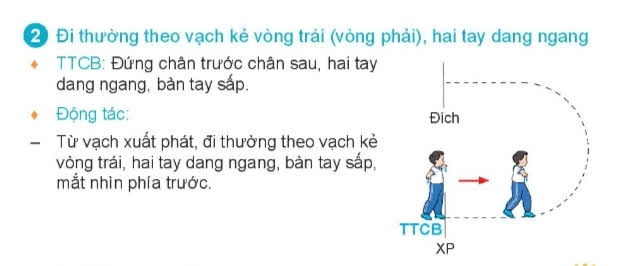 2 Đi thường theo vạch kẻ vòng trái (vòng phải), hai tay dang ngang
♦ TTCB: Đứng chân trước chân sau, hai tay
dang ngang, bàn tay sấp.
♦ Động tác:
– Từ vạch xuất phát, đi thường theo vạch kẻ
vòng trái, hai tay dang ngang, bàn tay sấp,
mắt nhìn phía trước.
Đích
TTCB
XP